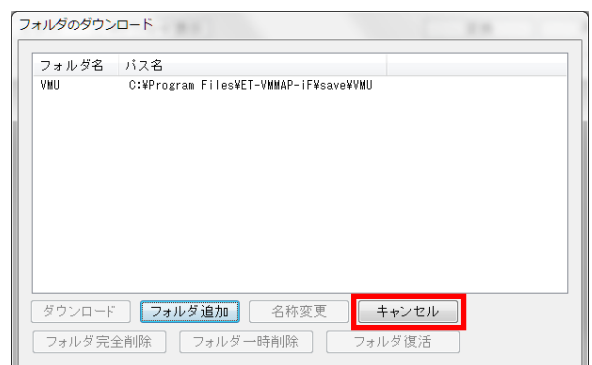 フォルダのダウンロード
フォルダ名 パス名
VMU C:¥Program Files¥ET-VMMAP-iF¥save¥VMU
ダウンロード フォルダ追加 名称変更 キャンセル
フォルダ完全削除 フォルダ一時削除 フォルダ復活